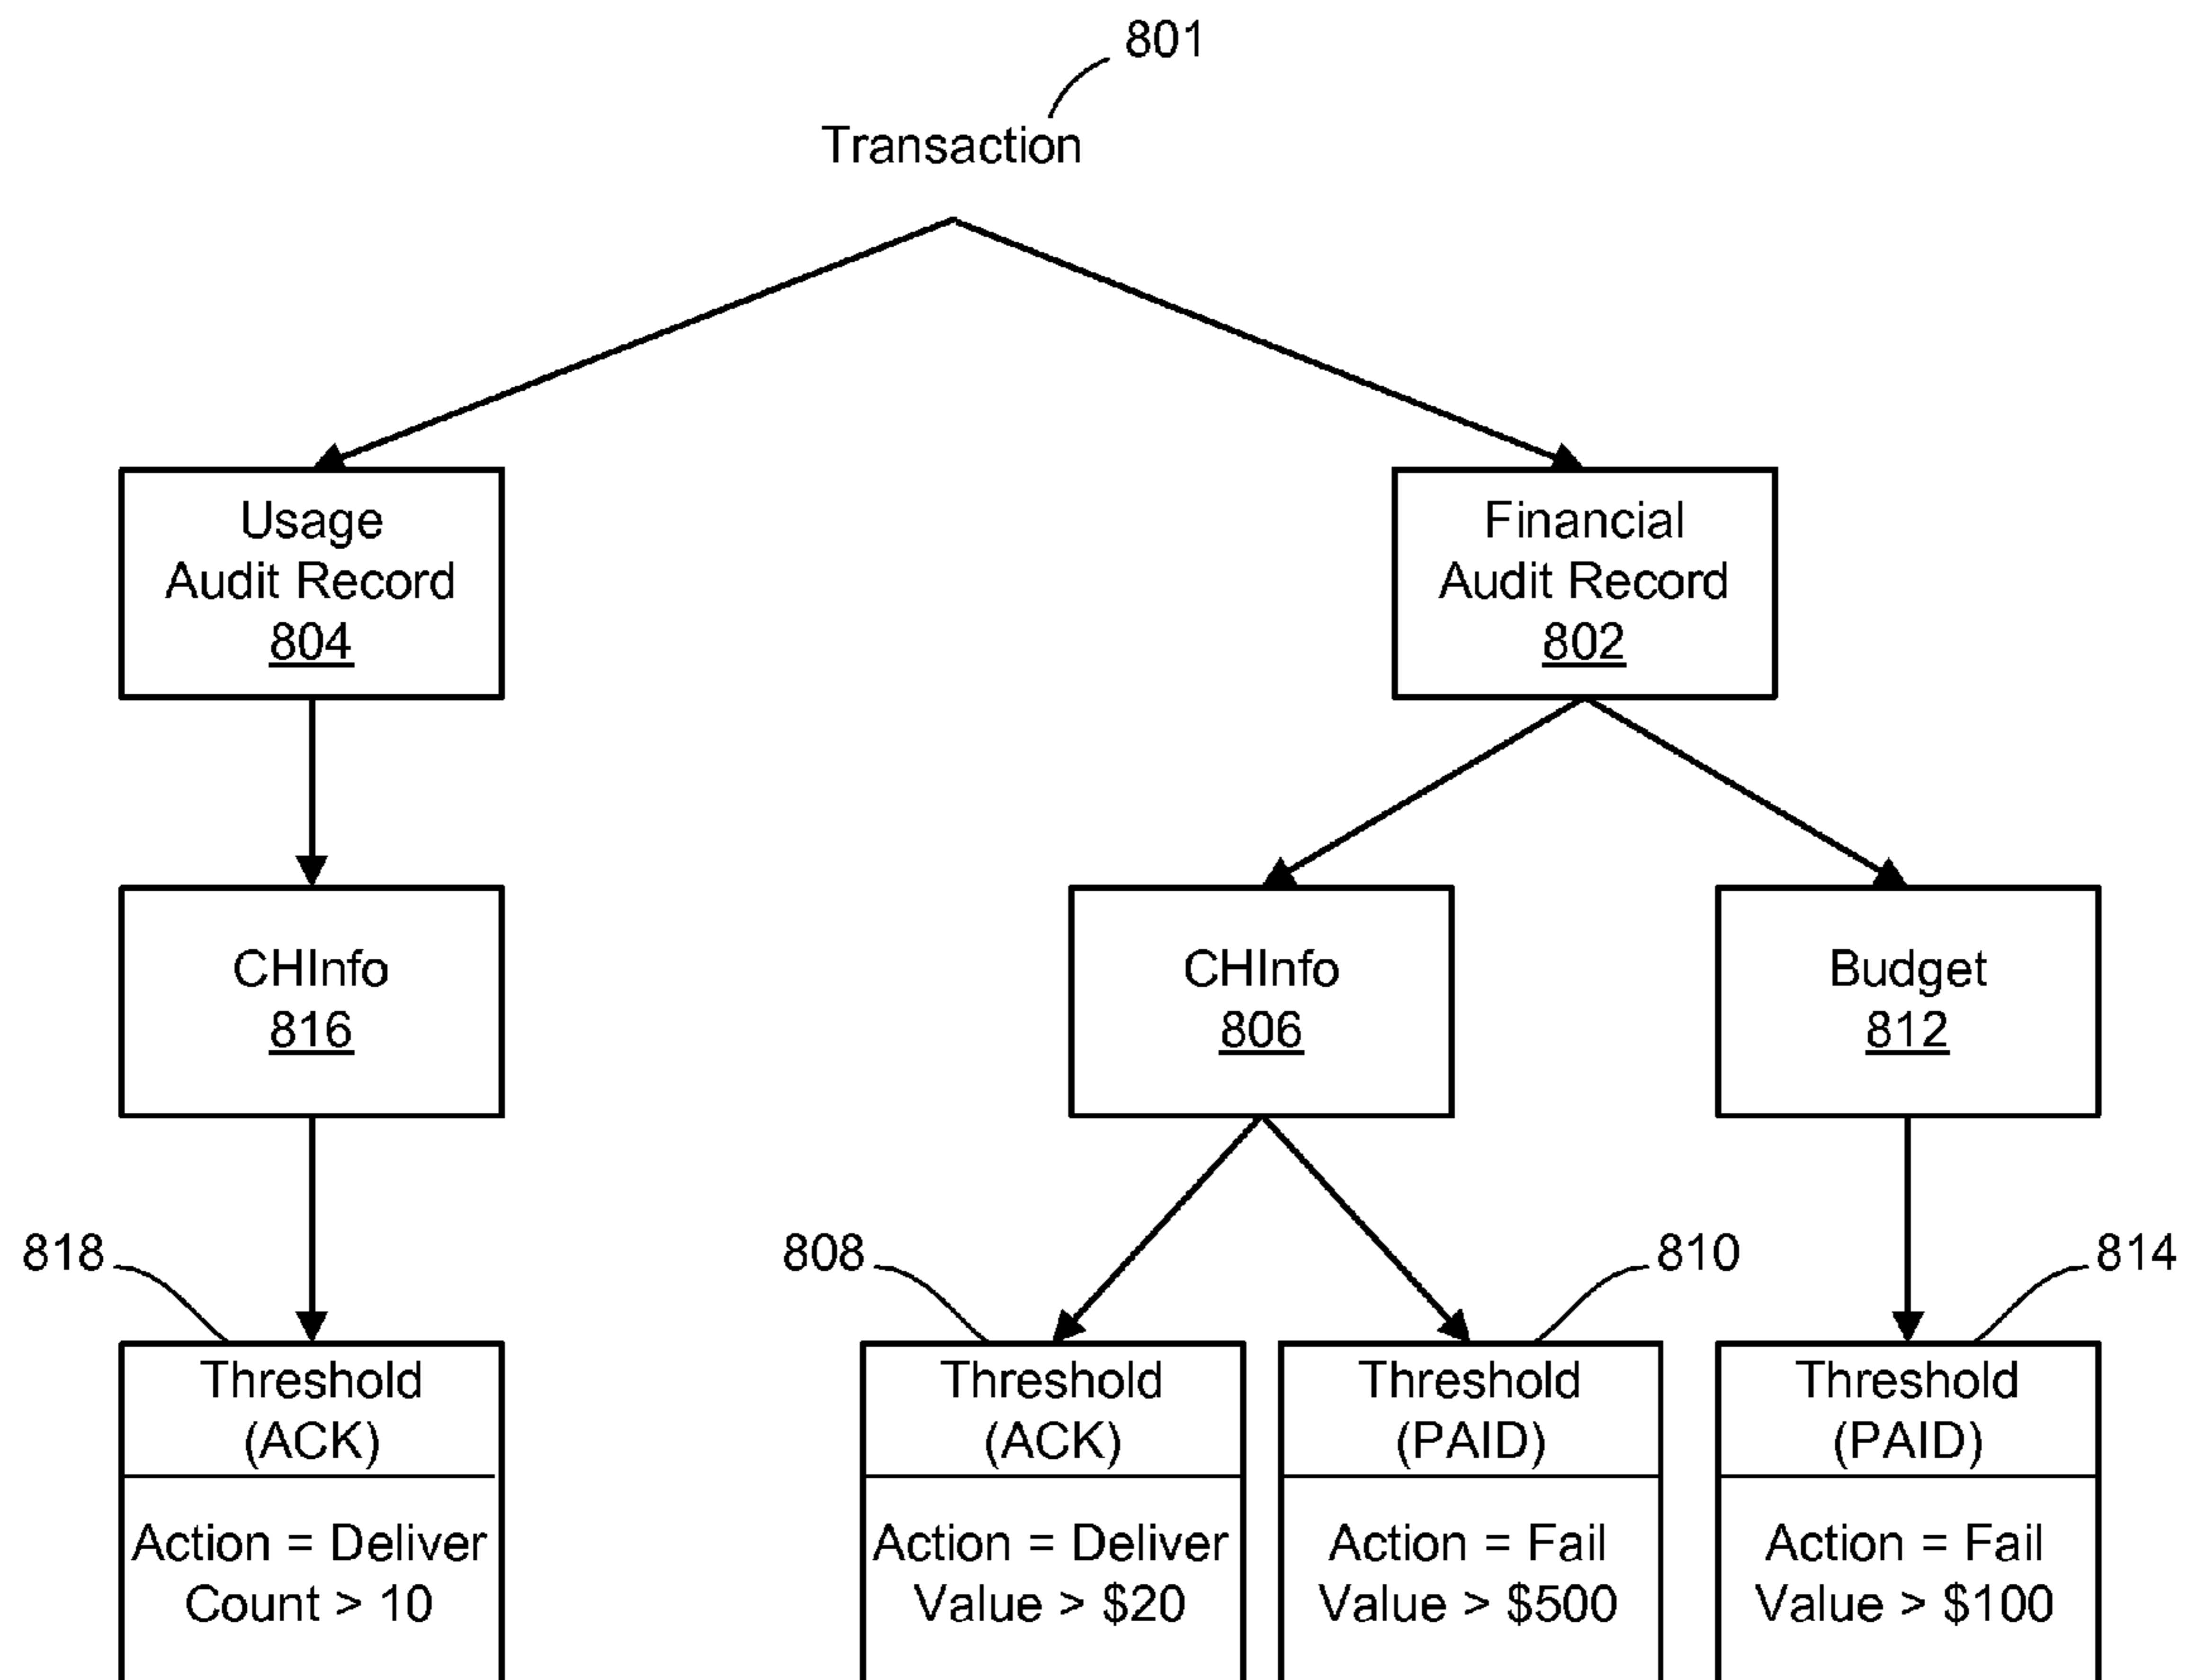 801
Transaction
Usage
Audit Record
804
Financial
Audit Record
802
CHInfo
816
CHInfo
806
Budget
812
818
808
810
814
Threshold
(ACK)
Action = Deliver
Count > 10
Threshold
(ACK)
Action = Deliver
Value > $20
Threshold
(PAID)
Action = Fail
Value > $500
Threshold
(PAID)
Action = Fail
Value > $100